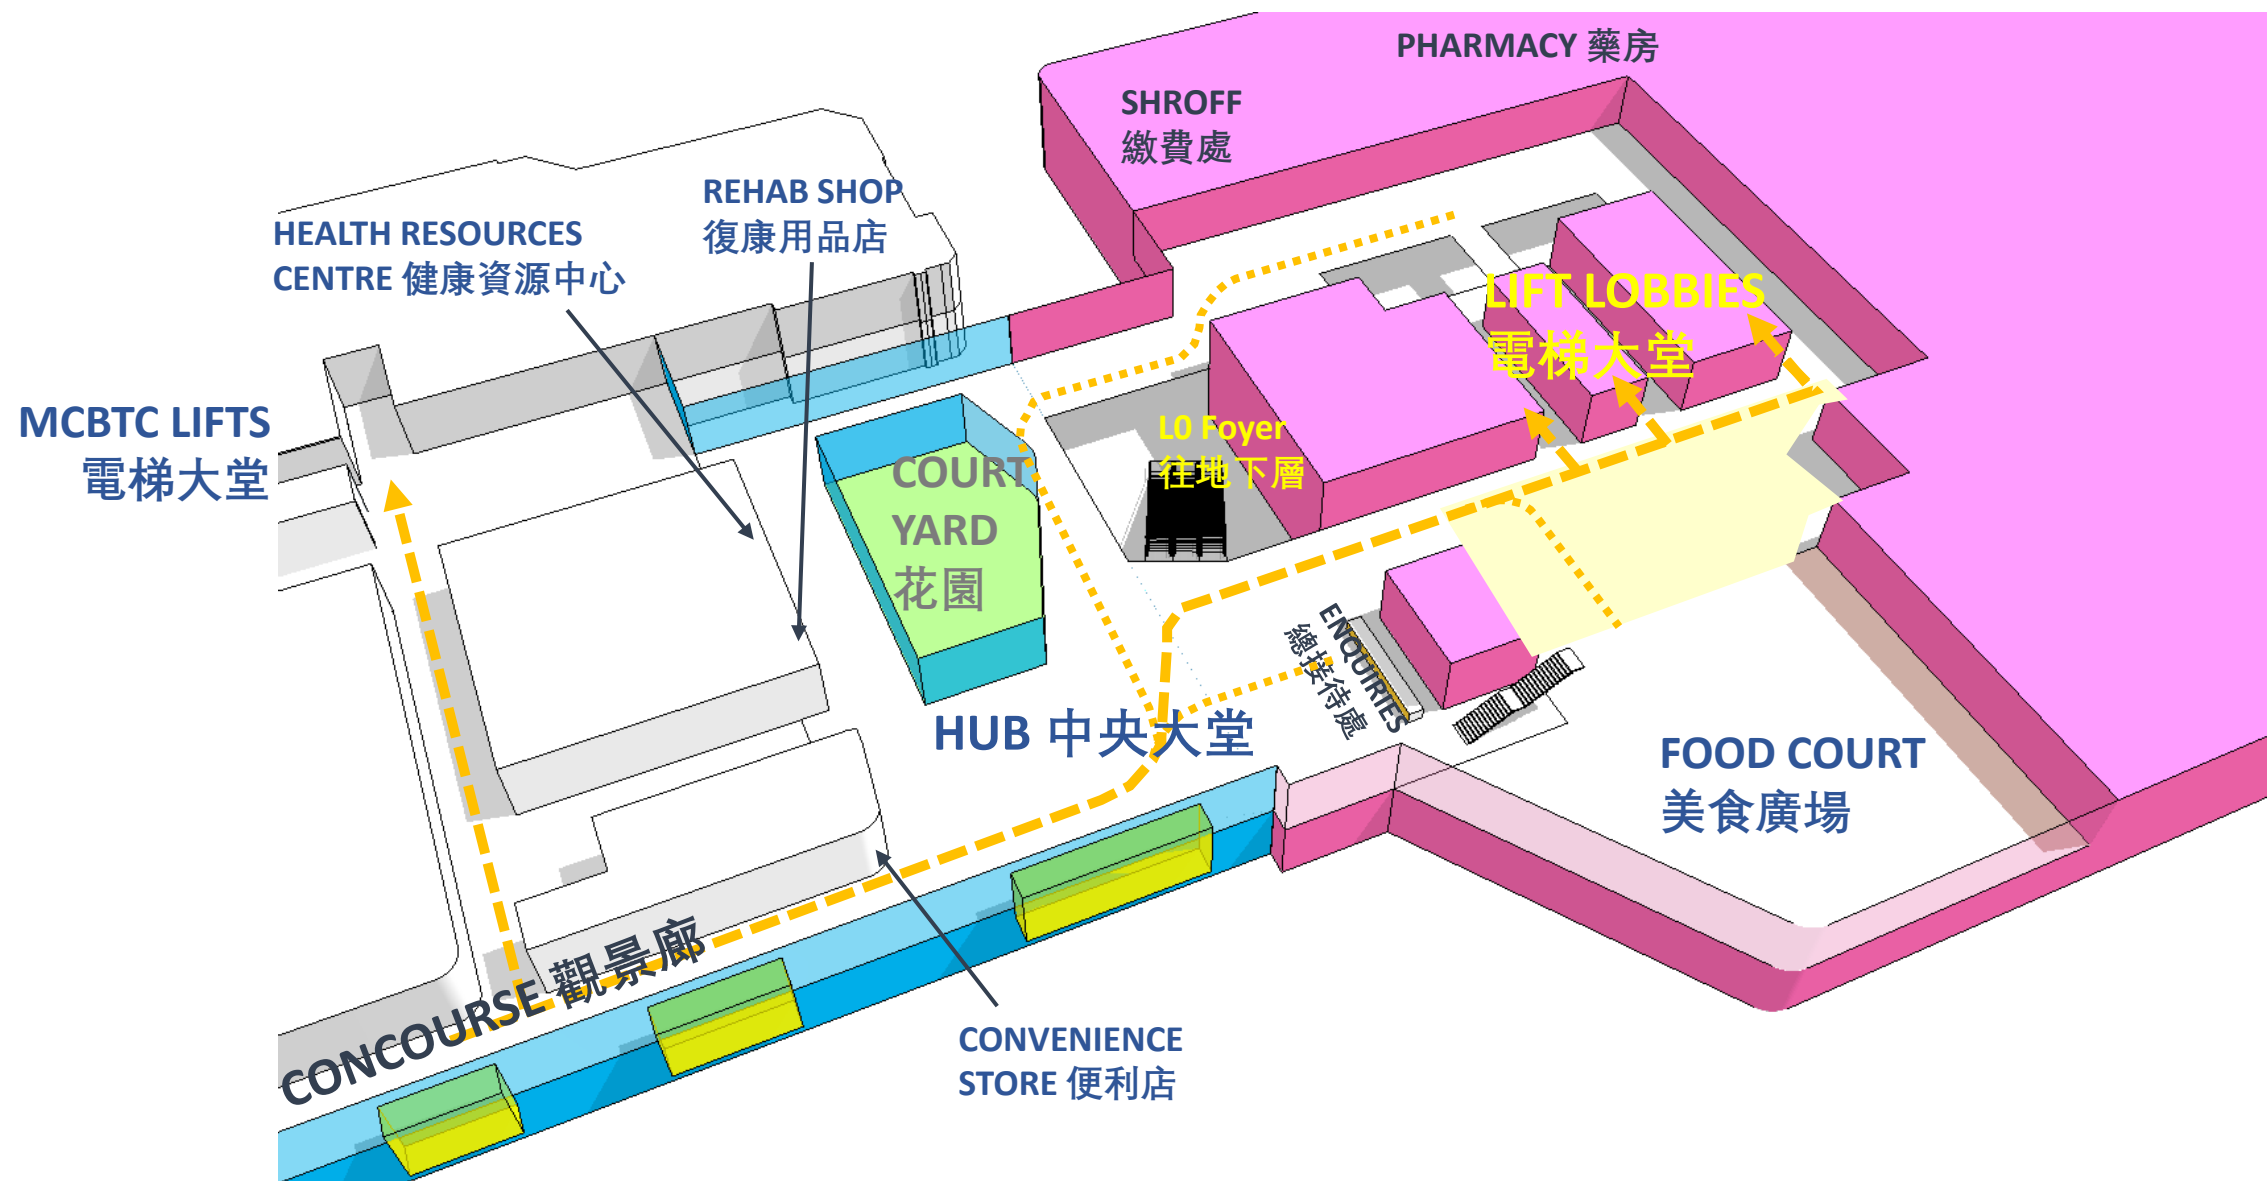 PHARMACY 藥房
SHROFF
繳費處
REHAB SHOP
復康用品店
HEALTH RESOURCES
CENTRE 健康資源中心
LIFT LOBBIES
電梯大堂
MCBTC LIFTS
電梯大堂
L0 Foyer
往地下層
COURT
YARD
花園
ENQUIRIES
總接待處
HUB 中央大堂
FOOD COURT
美食廣場
CONCOURSE 觀景廊
CONVENIENCE
STORE 便利店